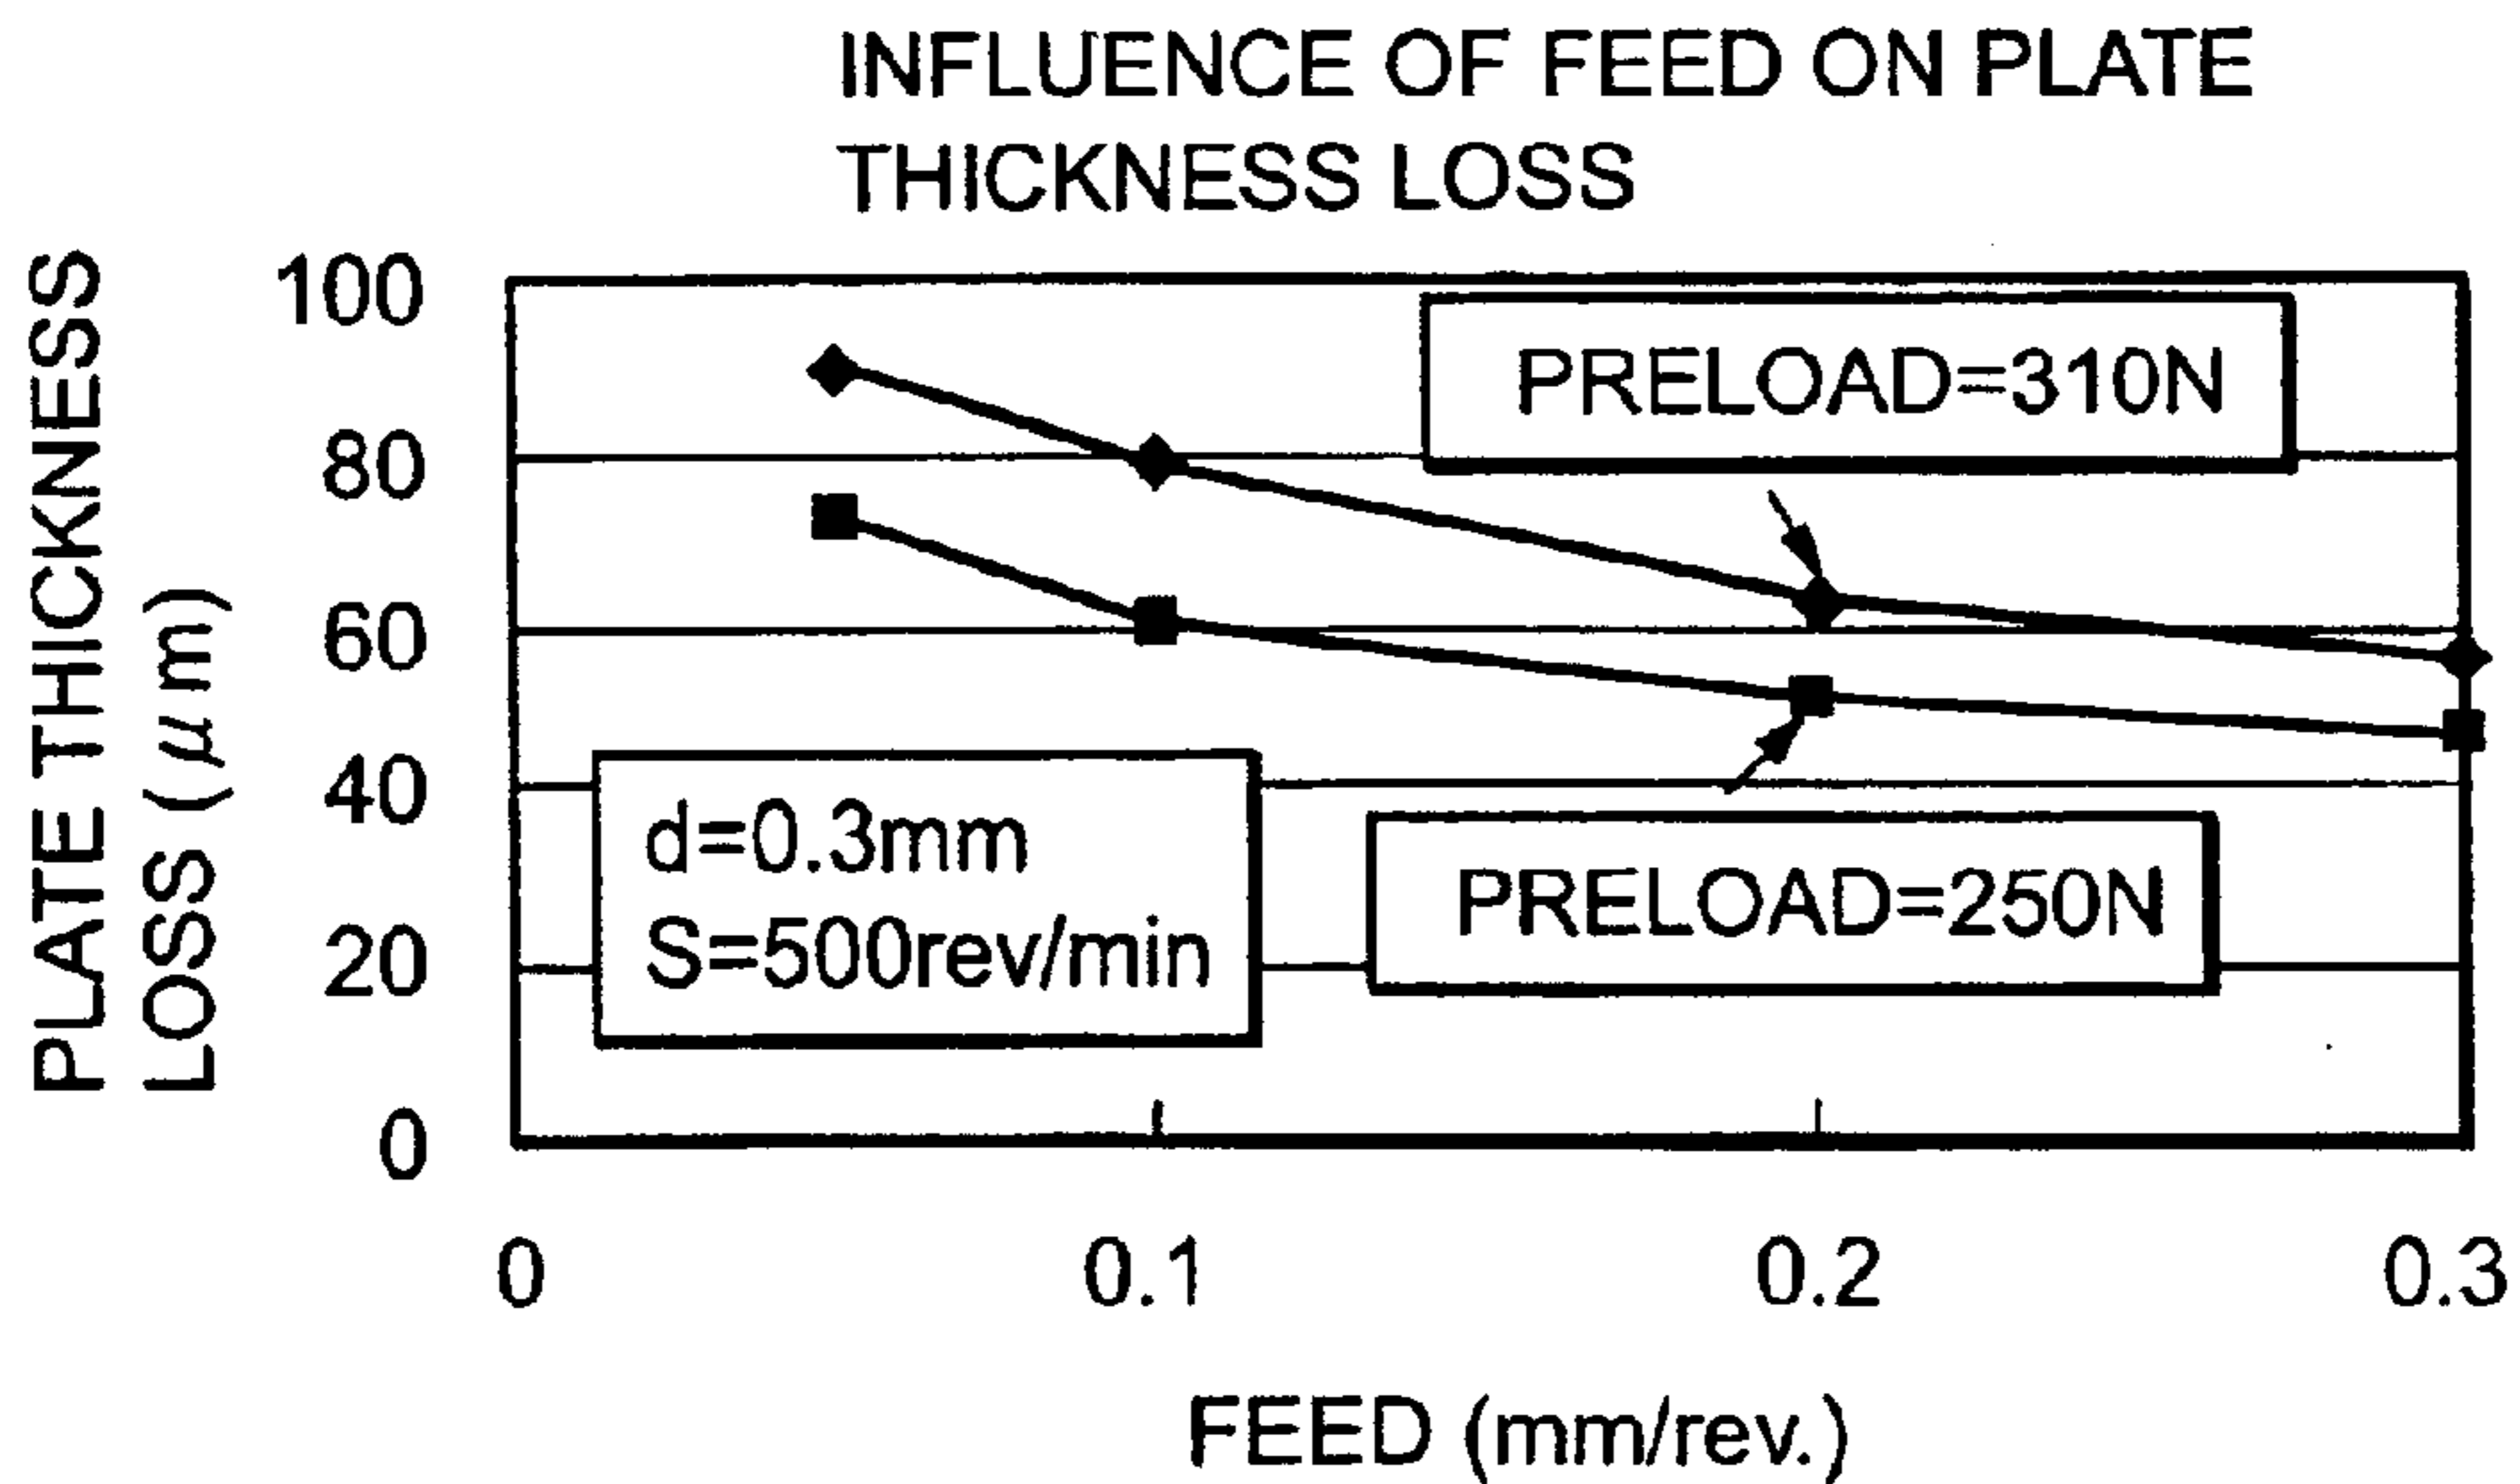 INFLUENCE OF FEED ON PLATE
THICKNESS LOSS
PLATE THICKNESS
LOSS (μm)
100
80
60
40
20
0
PRELOAD=310N
d=0.3mm
S=500rev/min
PRELOAD=250N
0 0.1 0.2 0.3
FEED (mm/rev.)